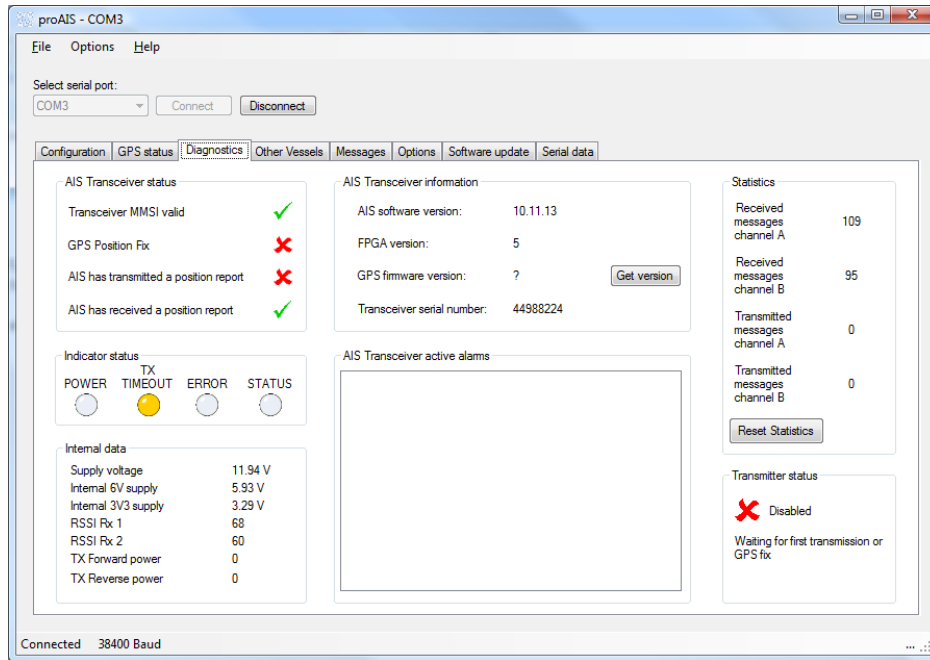 proAIS - COM3
File Options Help
Select serial port:
COM3 Connect Disconnect
Configuration GPS status Diagnostics Other Vessels Messages Options Software update Serial data
AIS Transceiver status
Transceiver MMSI valid
GPS Position Fix
AIS has transmitted a position report
AIS has received a position report
Indicator status
POWER TX TIMEOUT ERROR STATUS
Internal data
Supply voltage 11.94 V
Internal 6V supply 5.93 V
Internal 3V3 supply 3.29 V
RSSI Rx 1 68
RSSI Rx 2 60
TX Forward power 0
TX Reverse power 0
AIS Transceiver information
AIS software version: 10.11.13
FPGA version: 5
GPS firmware version: ? Get version
Transceiver serial number: 44988224
AIS Transceiver active alarms
Statistics
Received
messages 109
channel A
Received
messages 95
channel B
Transmitted
messages 0
channel A
Transmitted
messages 0
channel B
Reset Statistics
Transmitter status
Disabled
Waiting for first transmission or
GPS fix
Connected 38400 Baud ...